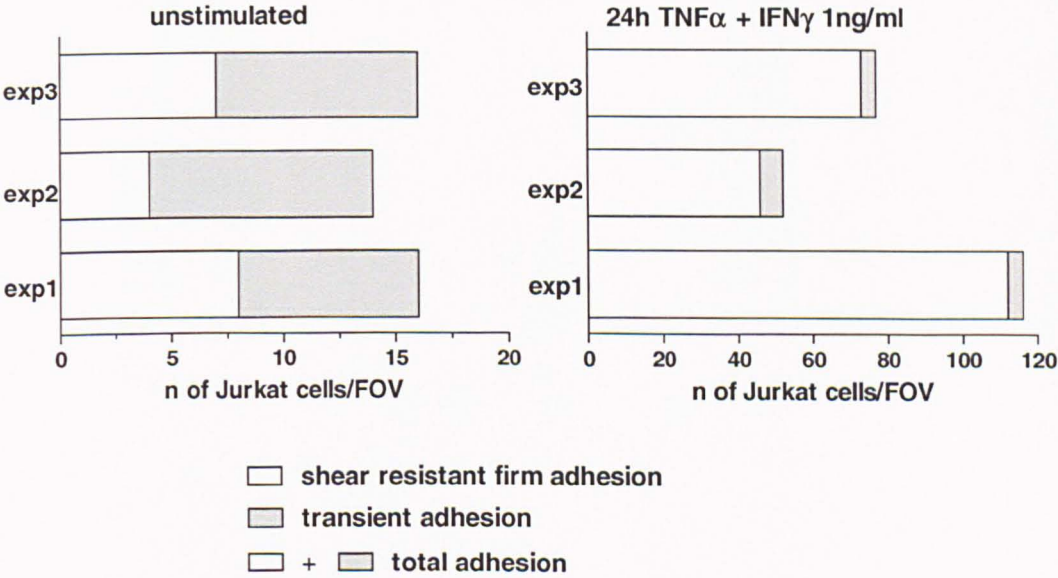 unstimulated
exp3
exp2
exp1
0 5 10 15 20
n of Jurkat cells/FOV
24h TNFα + IFNγ 1ng/ml
exp3
exp2
exp1
0 20 40 60 80 100 120
n of Jurkat cells/FOV
shear resistant firm adhesion
transient adhesion
+ total adhesion